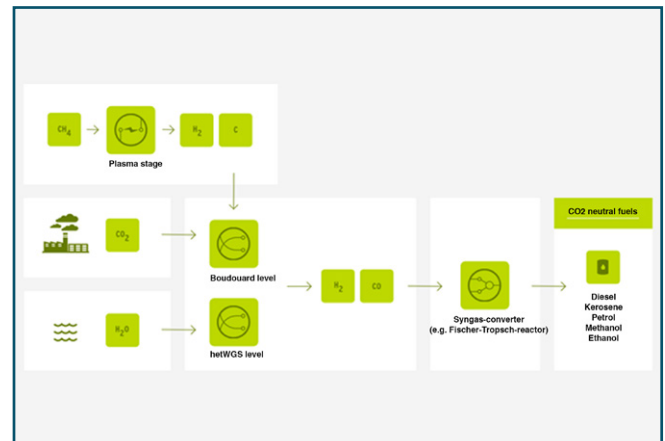 CH4
H2
C
Plasma stage
CO2
Boudouard level
H2O
hetWGS level
H2
CO
Syngas-converter
(e.g. Fischer-Tropsch-reactor)
CO2 neutral fuels
Diesel
Kerosene
Petrol
Methanol
Ethanol